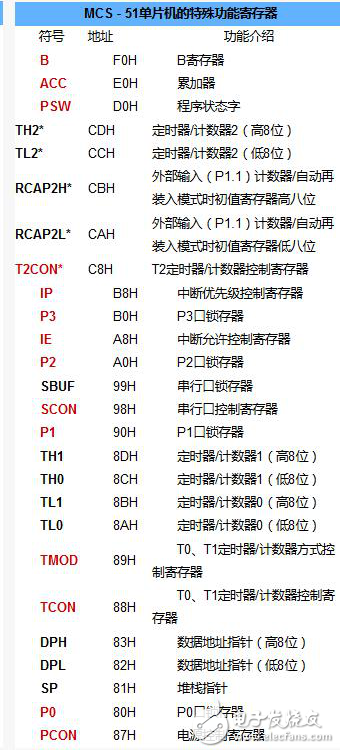 MCS - 51单片机的特殊功能寄存器
符号 地址 功能介绍
B F0H B寄存器
ACC E0H 累加器
PSW D0H 程序状态字
TH2* CDH 定时器/计数器2（高8位）
TL2* CCH 定时器/计数器2（低8位）
RCAP2H* CBH 外部输入（P1.1）计数器/自动再
装入模式时初值寄存器高八位
RCAP2L* CAH 外部输入（P1.1）计数器/自动再
装入模式时初值寄存器低八位
T2CON* C8H T2定时器/计数器控制寄存器
IP B8H 中断优先级控制寄存器
P3 B0H P3口锁存器
IE A8H 中断允许控制寄存器
P2 A0H P2口锁存器
SBUF 99H 串行口锁存器
SCON 98H 串行口控制寄存器
P1 90H P1口锁存器
TH1 8DH 定时器/计数器1（高8位）
TH0 8CH 定时器/计数器1（低8位）
TL1 8BH 定时器/计数器0（高8位）
TL0 8AH 定时器/计数器0（低8位）
TMOD 89H T0、T1定时器/计数器方式控
制寄存器
TCON 88H T0、T1定时器/计数器控制寄
存器
DPH 83H 数据地址指针（高8位）
DPL 82H 数据地址指针（低8位）
SP 81H 堆栈指针
P0 80H P0口锁存器
PCON 87H 电源控制寄存器
电子发烧友
www.elecfans.com